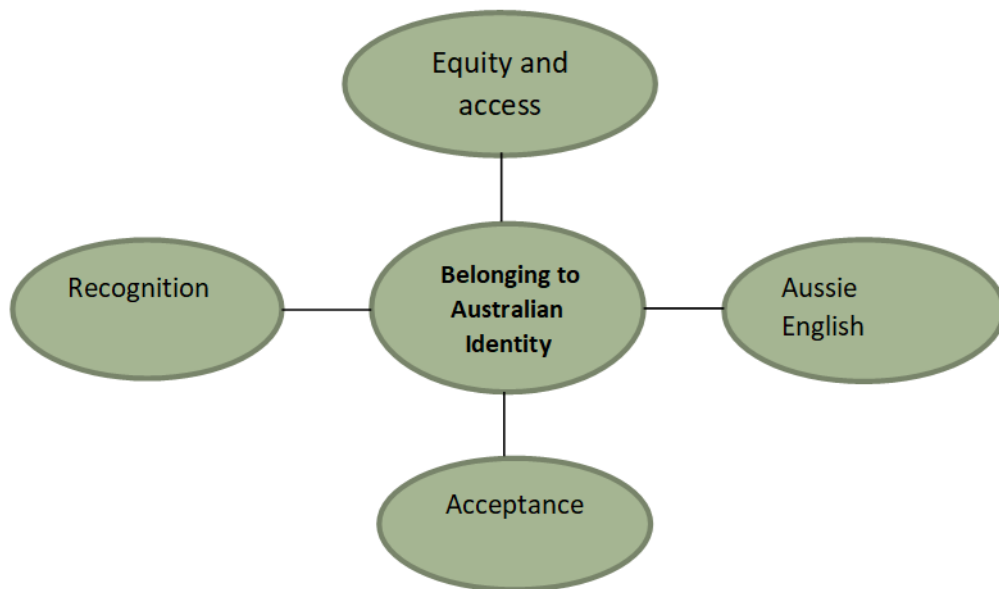 Equity and
access
Recognition
Belonging to
Australian
Identity
Aussie
English
Acceptance